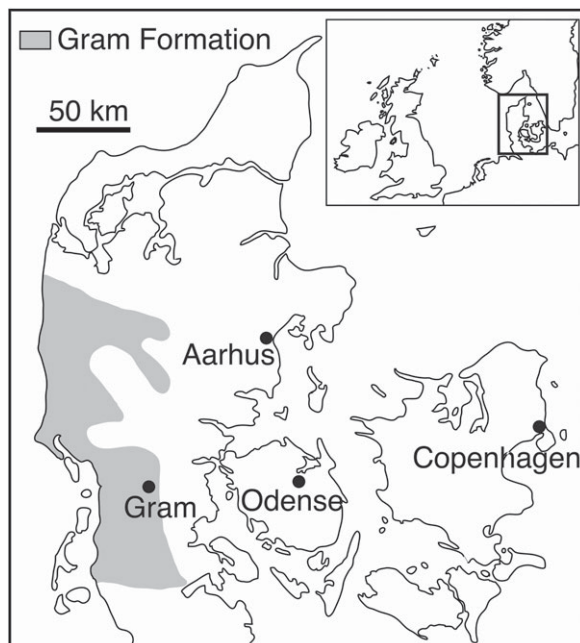 Gram Formation
50 km
Aarhus
Copenhagen
Gram
Odense